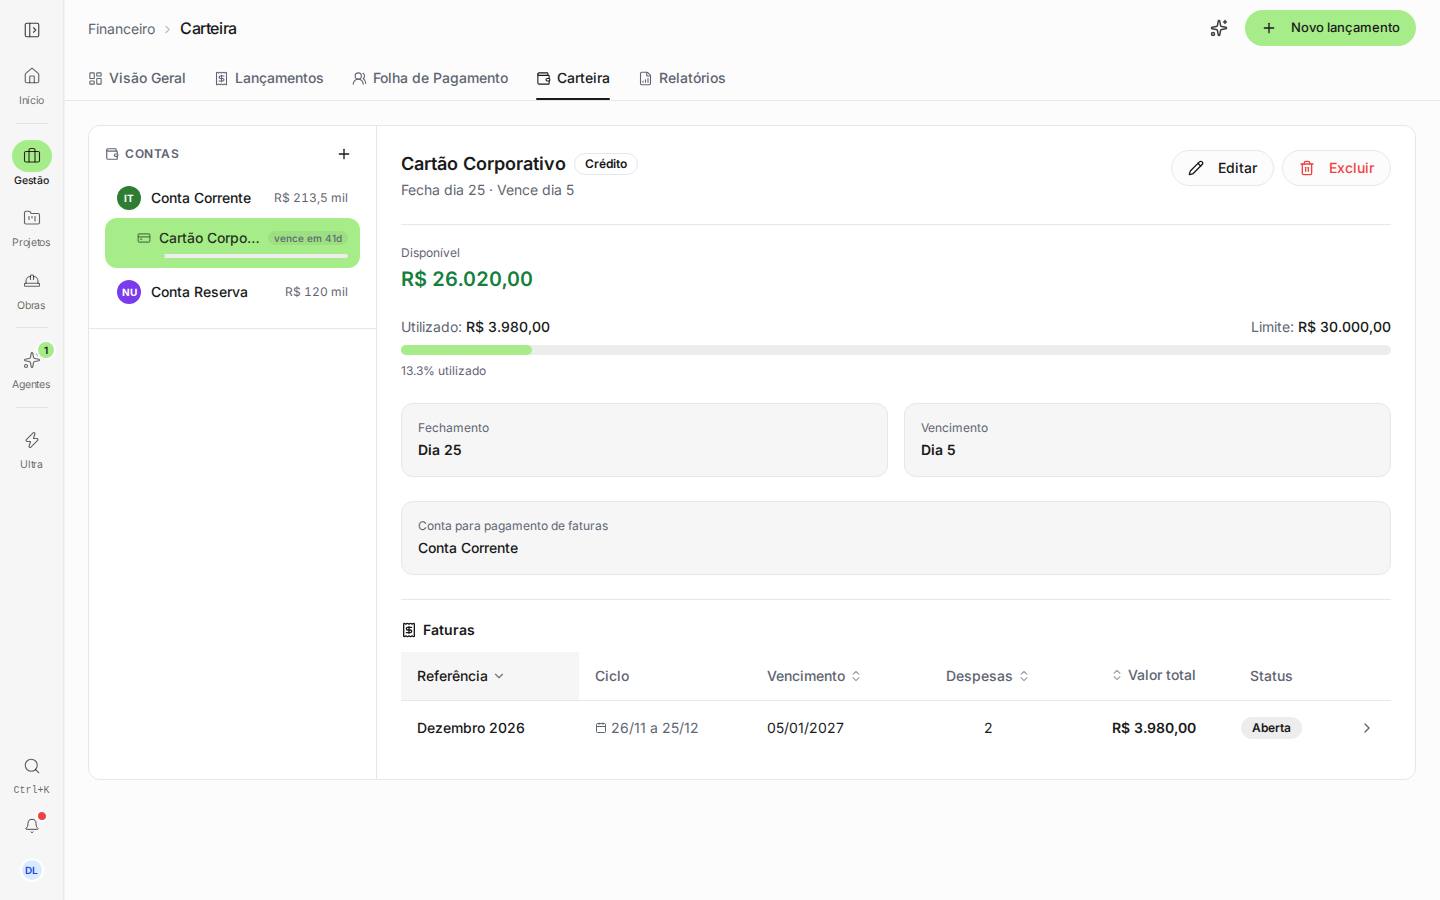 Financeiro
Carteira
Novo lançamento
Início
Gestão
Projetos
Obras
1
Agentes
Ultra
Ctrl+K
DL
Visão Geral
Lançamentos
Folha de Pagamento
Carteira
Relatórios
CONTAS
IT
Conta Corrente
R$ 213,5 mil
Cartão Corpo...
vence em 41d
NU
Conta Reserva
R$ 120 mil
Cartão Corporativo
Crédito
Fecha dia 25 · Vence dia 5
Editar
Excluir
Disponível
R$ 26.020,00
Utilizado: R$ 3.980,00
Limite: R$ 30.000,00
13.3% utilizado
Fechamento
Dia 25
Vencimento
Dia 5
Conta para pagamento de faturas
Conta Corrente
Faturas
Referência
Ciclo
Vencimento
Despesas
Valor total
Status
Dezembro 2026
26/11 a 25/12
05/01/2027
2
R$ 3.980,00
Aberta